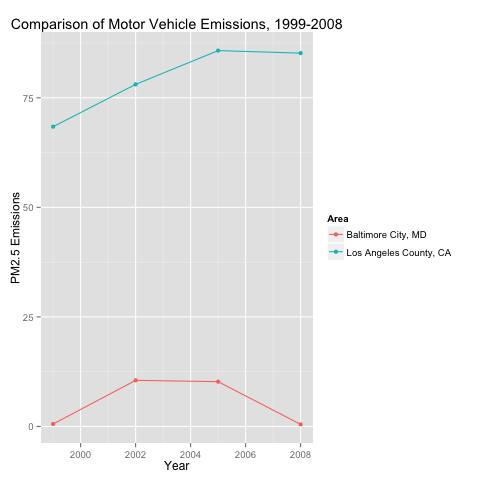 Comparison of Motor Vehicle Emissions, 1999-2008
75
50
25
0
PM2.5 Emissions
2000 2002 2004 2006 2008
Year
Area
Baltimore City, MD
Los Angeles County, CA